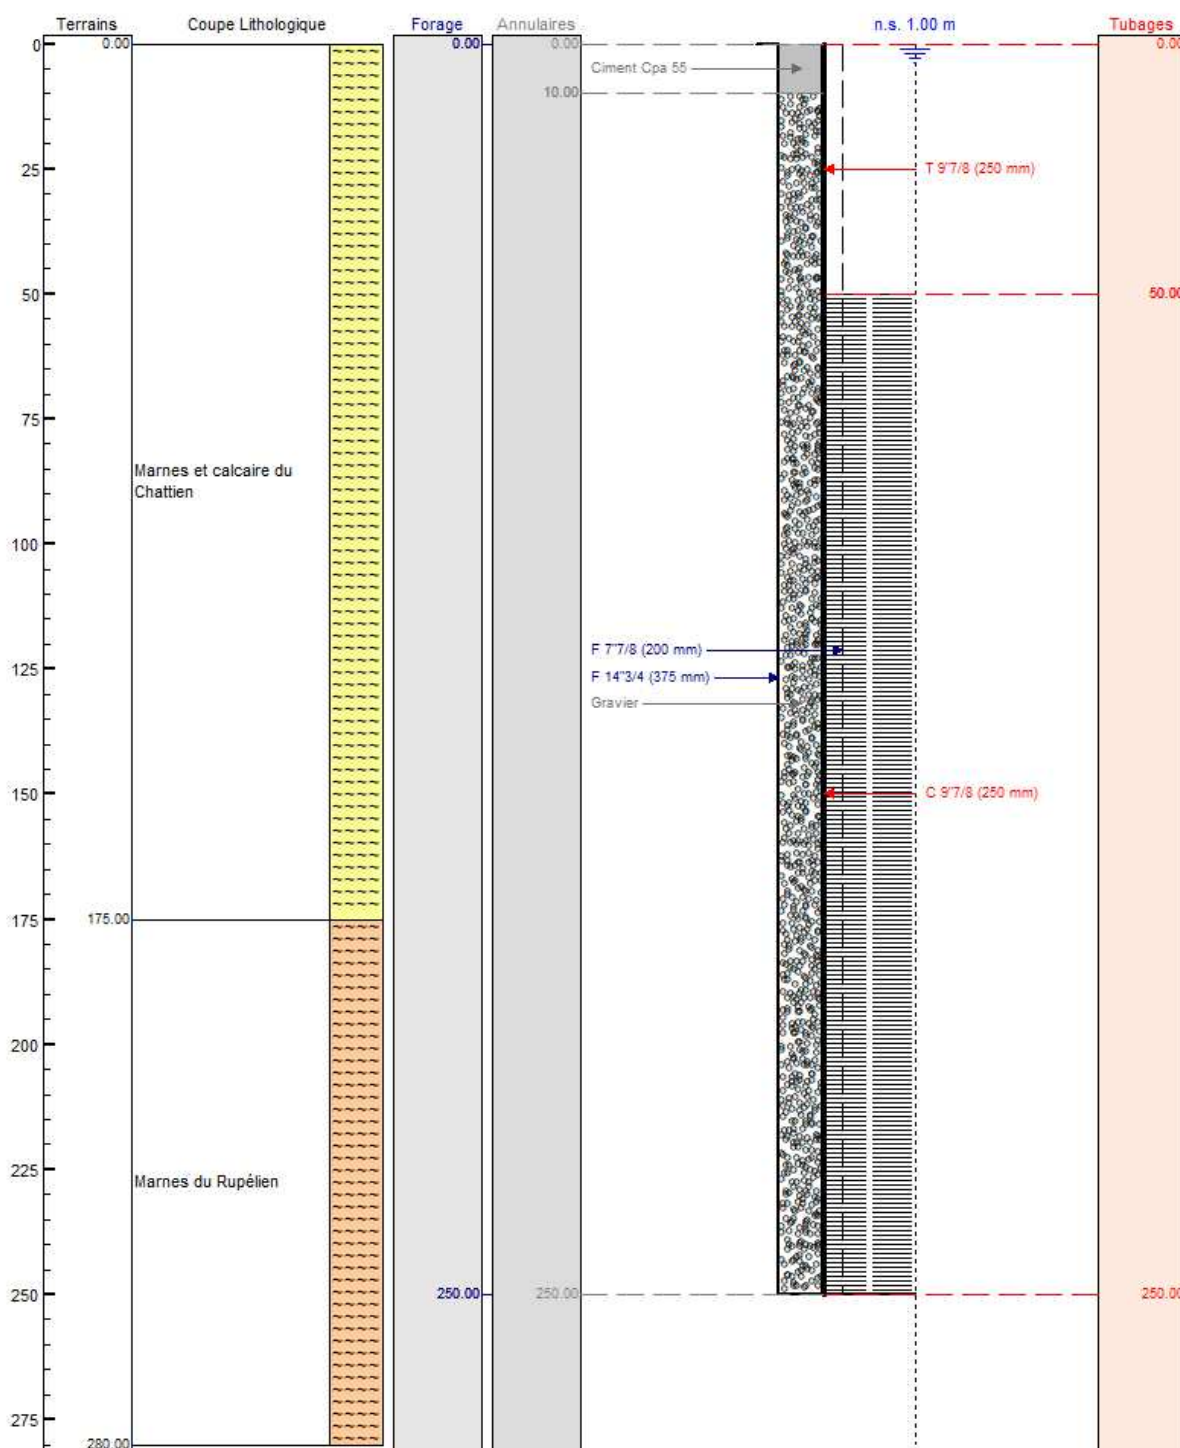 Terrains Coupe Lithologique Forage Annulaires n.s. 1.00 m Tubages
0 0.00 0.00 0.00 0.00
Ciment Cpa 55
10.00
25 T 9"7/8 (250 mm)
50 50.00
75
Marnes et calcaire du
Chattien
100
F 7"7/8 (200 mm)
125 F 14"3/4 (375 mm)
Gravier
150 C 9"7/8 (250 mm)
175 175.00
200
225 Marnes du Rupélien
250 250.00 250.00 250.00
275
280.00